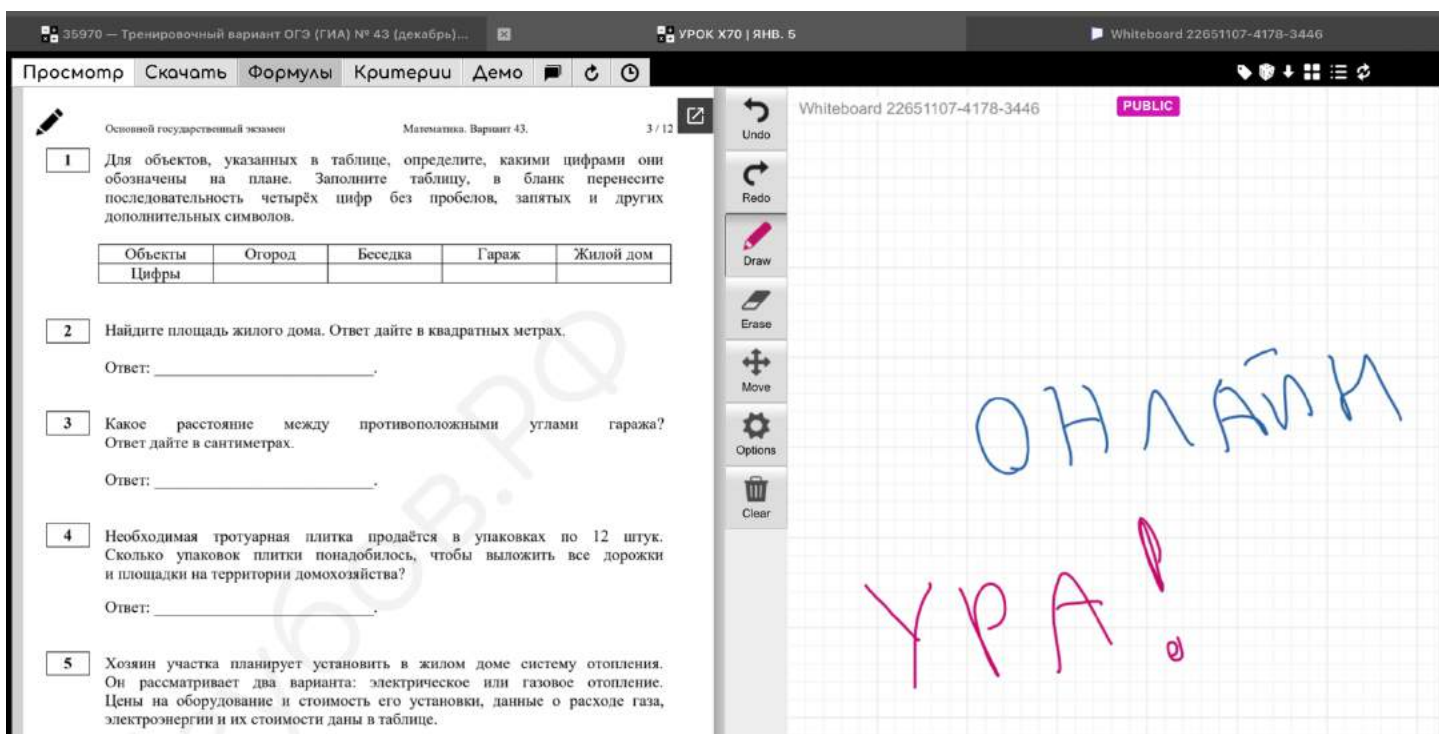 35970 — Тренировочный вариант ОГЭ (ГИА) № 43 (декабрь)...
УРОК X70 | ЯНВ. 5
Whiteboard 22651107-4178-3446
Просмотр Скачать Формулы Критерии Демо
Основной государственный экзамен Математика. Вариант 43. 3 / 12
1 Для объектов, указанных в таблице, определите, какими цифрами они
обозначены на плане. Заполните таблицу, в бланк перенесите
последовательность четырёх цифр без пробелов, запятых и других
дополнительных символов.
Объекты Огород Беседка Гараж Жилой дом
Цифры
2 Найдите площадь жилого дома. Ответ дайте в квадратных метрах.
Ответ: ____________________.
3 Какое расстояние между противоположными углами гаража?
Ответ дайте в сантиметрах.
Ответ: ____________________.
4 Необходимая тротуарная плитка продаётся в упаковках по 12 штук.
Сколько упаковок плитки понадобилось, чтобы выложить все дорожки
и площадки на территории домохозяйства?
Ответ: ____________________.
5 Хозяин участка планирует установить в жилом доме систему отопления.
Он рассматривает два варианта: электрическое или газовое отопление.
Цены на оборудование и стоимость его установки, данные о расходе газа,
электроэнергии и их стоимости даны в таблице.
Undo
Redo
Draw
Erase
Move
Options
Clear
Whiteboard 22651107-4178-3446 PUBLIC
ОНЛАЙН
УРА!